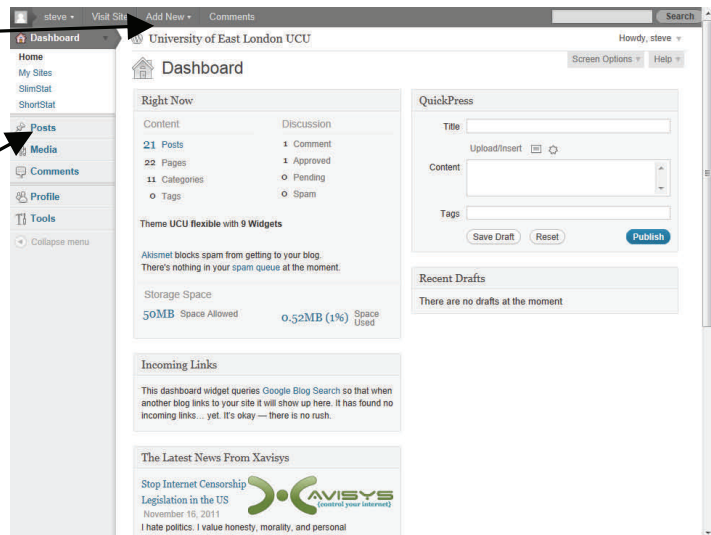 steve Visit Site Add New Comments Search
Dashboard
University of East London UCU
Howdy, steve
Home
My Sites
SlimStat
ShortStat
Posts
Media
Comments
Profile
Tools
Collapse menu
Screen Options Help
Dashboard
Right Now
Content Discussion
21 Posts 1 Comment
22 Pages 1 Approved
11 Categories 0 Pending
0 Tags 0 Spam
Theme UCU flexible with 9 Widgets
Akismet blocks spam from getting to your blog.
There's nothing in your spam queue at the moment.
Storage Space
50MB Space Allowed 0.52MB (1%) Space Used
Incoming Links
This dashboard widget queries Google Blog Search so that when
another blog links to your site it will show up here. It has found no
incoming links… yet. It's okay — there is no rush.
The Latest News From Xavisys
Stop Internet Censorship
Legislation in the US
November 16, 2011
XAVISYS
{control your internet}
I hate politics. I value honesty, morality, and personal
QuickPress
Title
Upload/Insert
Content
Tags
Save Draft Reset Publish
Recent Drafts
There are no drafts at the moment